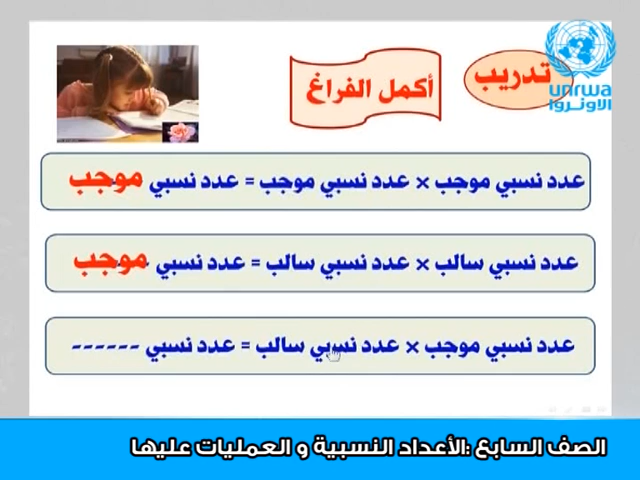 unrwa
الاونروا
تدريب
أكمل الفراغ
عدد نسبي موجب × عدد نسبي موجب = عدد نسبي موجب
عدد نسبي سالب × عدد نسبي سالب = عدد نسبي موجب
عدد نسبي موجب × عدد نسبي سالب = عدد نسبي ------
الصف السابع :الأعداد النسبية و العمليات عليها